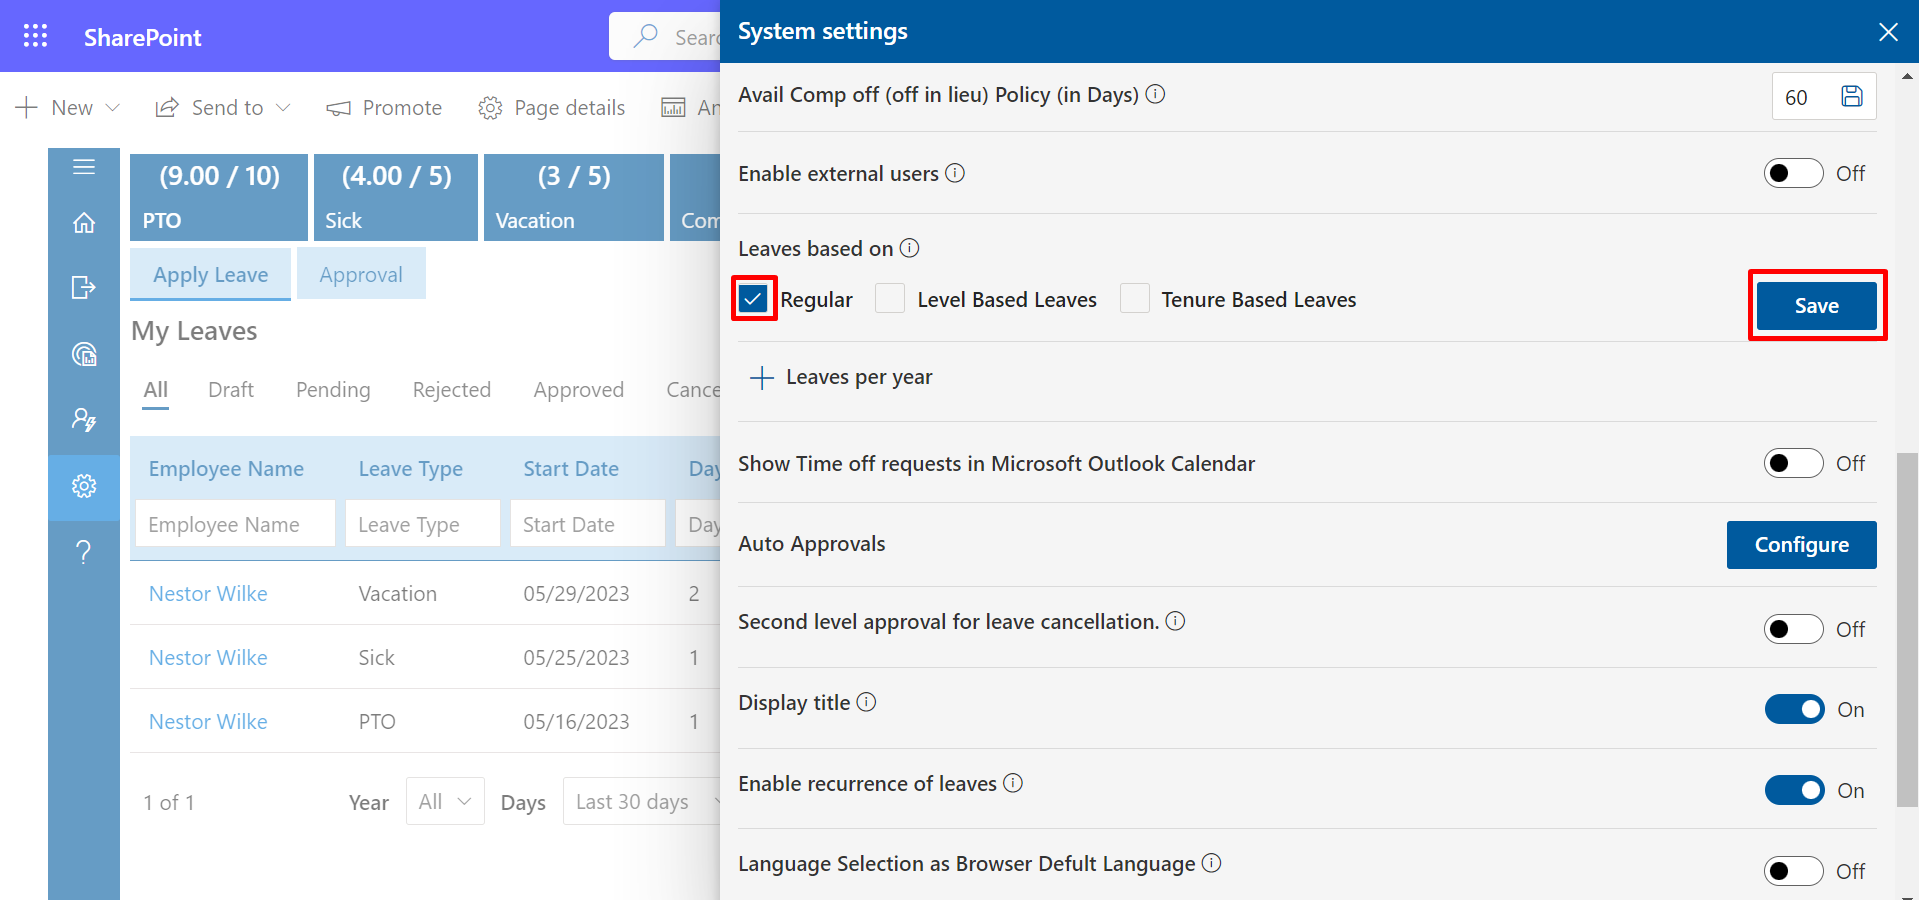 SharePoint
Sear
System settings
New
Send to
Promote
Page details
An
(9.00 / 10)
PTO
(4.00 / 5)
Sick
(3 / 5)
Vacation
Com
Apply Leave
Approval
My Leaves
All
Draft
Pending
Rejected
Approved
Cance
Employee Name
Leave Type
Start Date
Day
Employee Name
Leave Type
Start Date
Day
Nestor Wilke
Vacation
05/29/2023
2
Nestor Wilke
Sick
05/25/2023
1
Nestor Wilke
PTO
05/16/2023
1
1 of 1
Year
All
Days
Last 30 days
Avail Comp off (off in lieu) Policy (in Days)
60
Enable external users
Off
Leaves based on
Regular
Level Based Leaves
Tenure Based Leaves
Save
Leaves per year
Show Time off requests in Microsoft Outlook Calendar
Off
Auto Approvals
Configure
Second level approval for leave cancellation.
Off
Display title
On
Enable recurrence of leaves
On
Language Selection as Browser Defult Language
Off